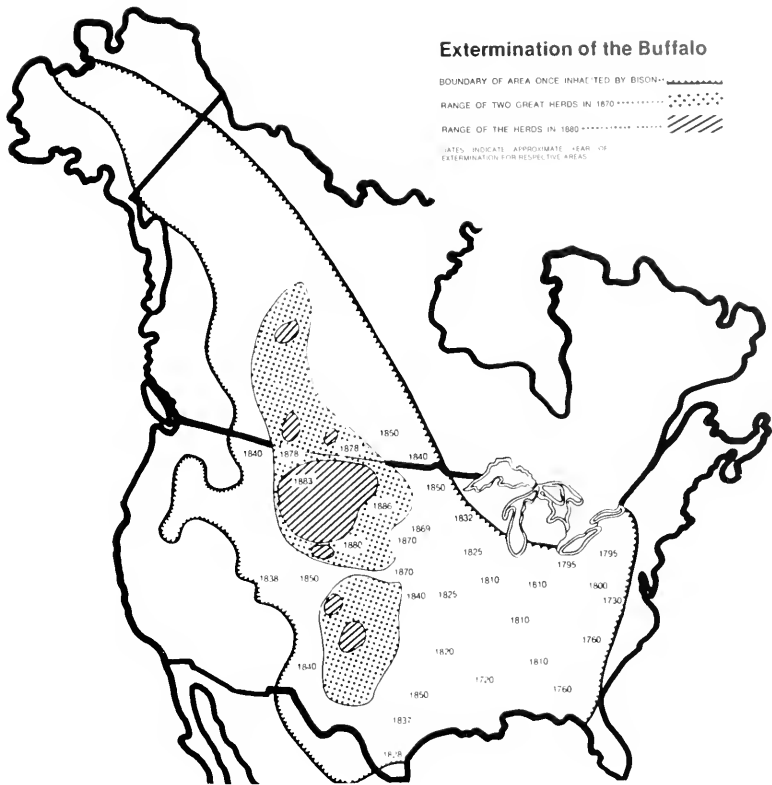 Extermination of the Buffalo
BOUNDARY OF AREA ONCE BY BISON
RANGE OF TWO GREAT HERDS IN 1870
RANGE OF THE HERDS IN 1880
INDICATE APPROXIMATE OF
EXTERMINATION FOR RESPECTIVE AREAS
1850
1840 1878 1878 1840
1883 1850
1886 1832
1869
1880 1870 1825 1795
1795
1838 1850 1870 1810 1810 1800
1840 1825 1730
1810
1760
1820 1810
1840
1720 1760
1850
1837